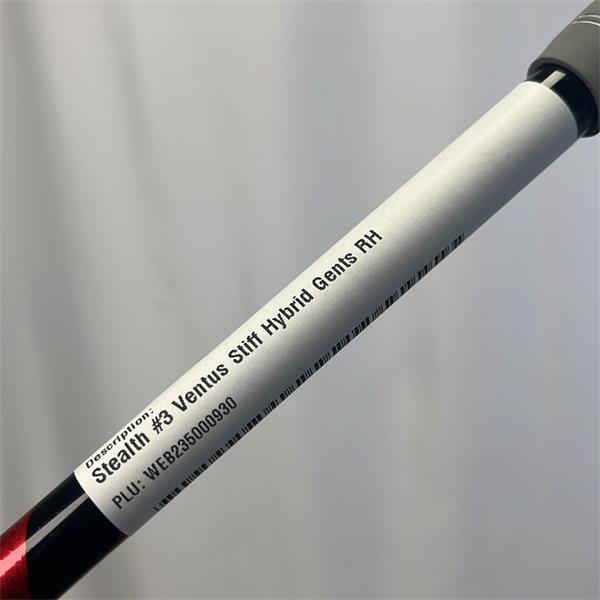 Description:
Stealth #3 Ventus Stiff Hybrid Gents RH
PLU: WEB235000930